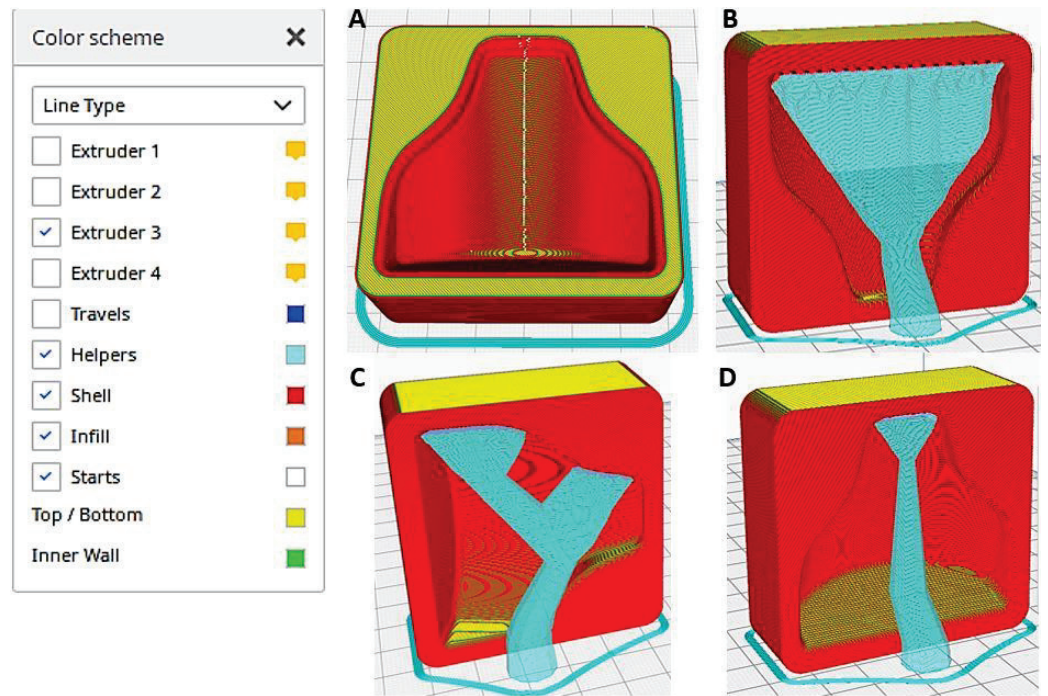 Color scheme
Line Type
Extruder 1
Extruder 2
Extruder 3
Extruder 4
Travels
Helpers
Shell
Infill
Starts
Top / Bottom
Inner Wall
A
B
C
D